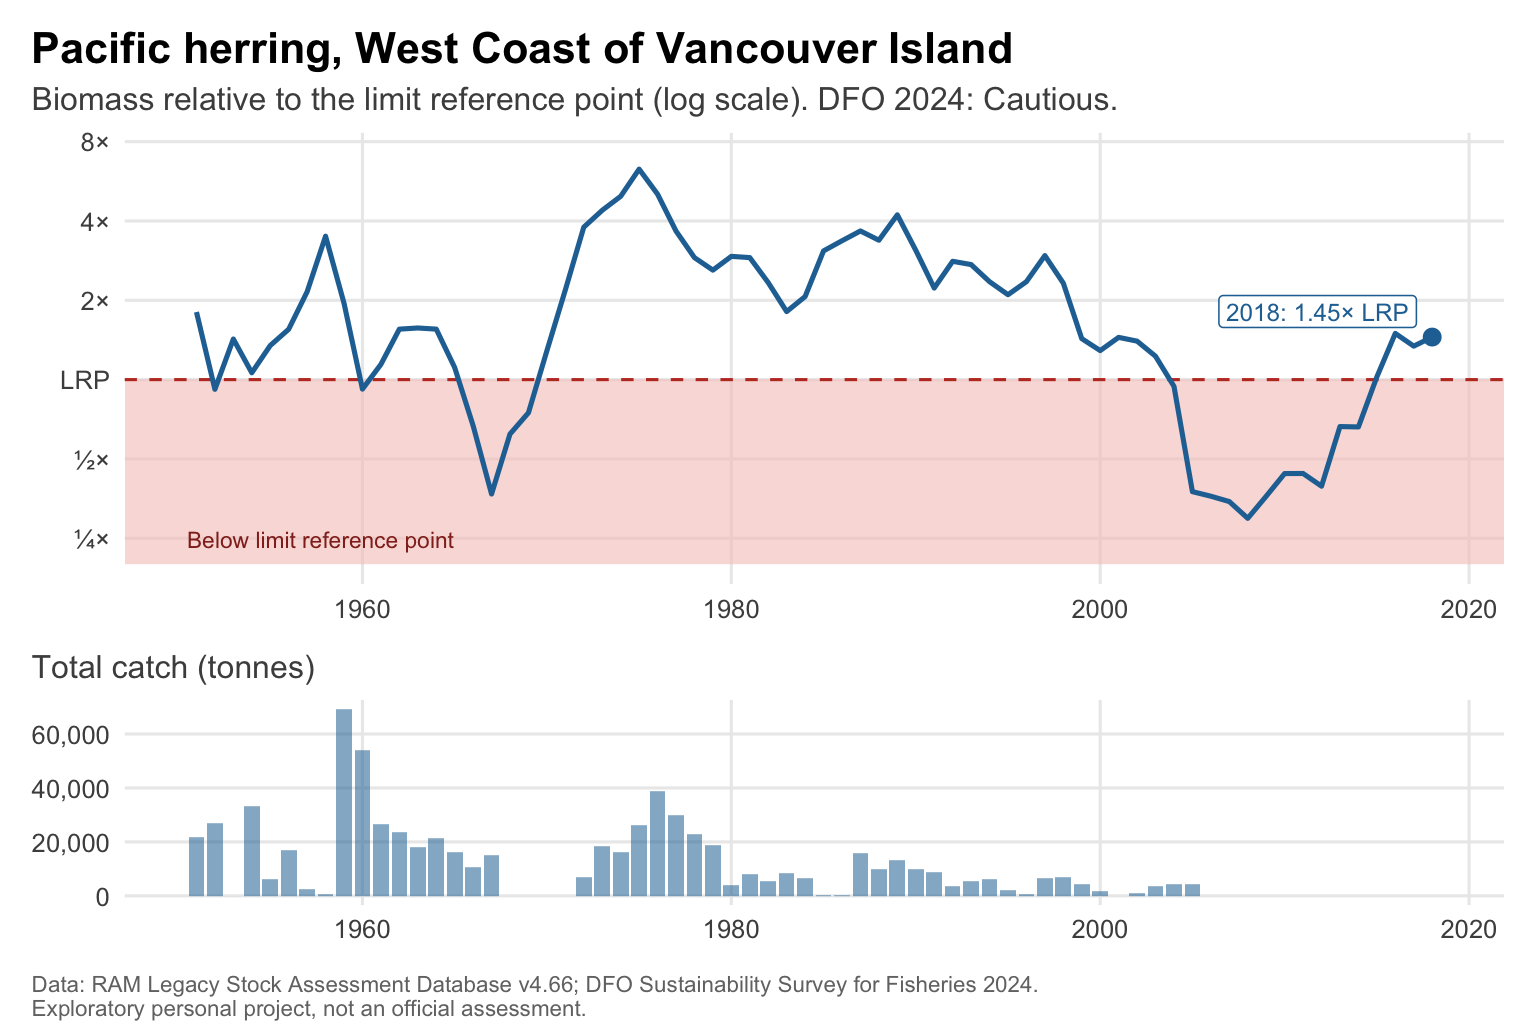 Pacific herring, West Coast of Vancouver Island
Biomass relative to the limit reference point (log scale). DFO 2024: Cautious.
8×
4×
2×
LRP
½×
¼×
2018: 1.45× LRP
Below limit reference point
1960 1980 2000 2020
Total catch (tonnes)
60,000
40,000
20,000
0
1960 1980 2000 2020
Data: RAM Legacy Stock Assessment Database v4.66; DFO Sustainability Survey for Fisheries 2024.
Exploratory personal project, not an official assessment.